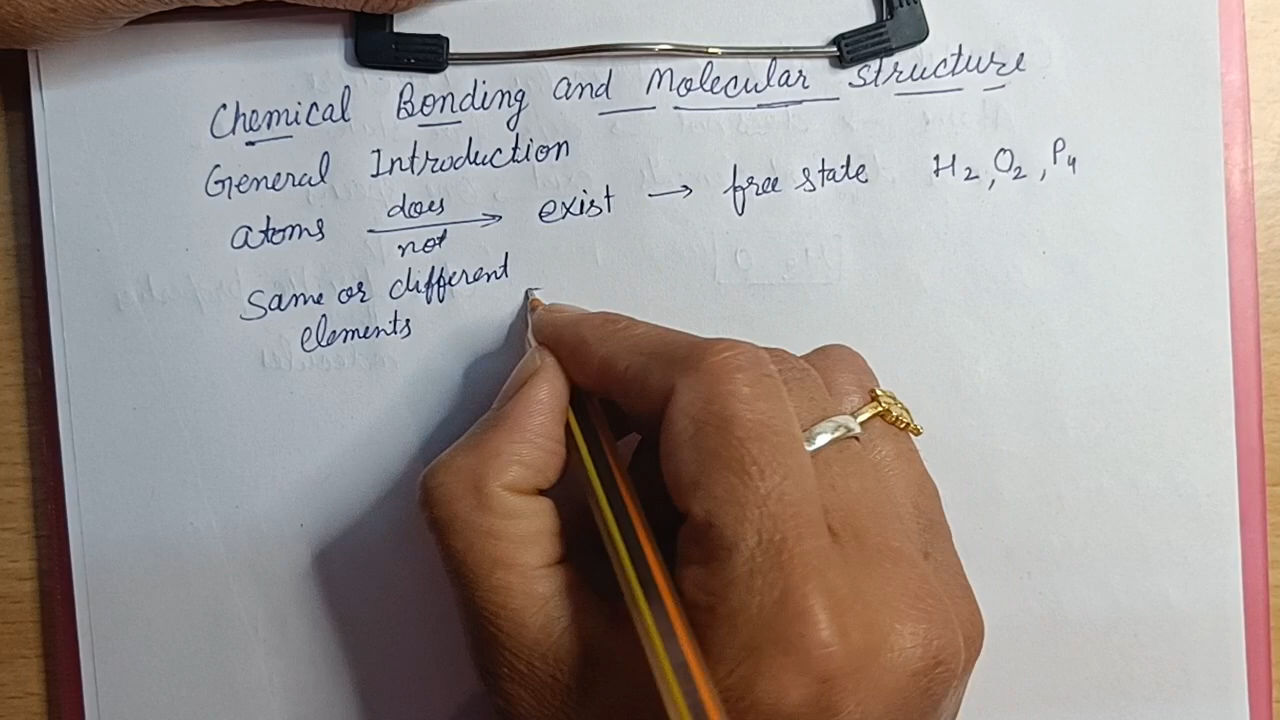 Chemical Bonding and Molecular structure
General Introduction
atoms does not → exist → free state H₂, O₂, P₄
Same or different
elements